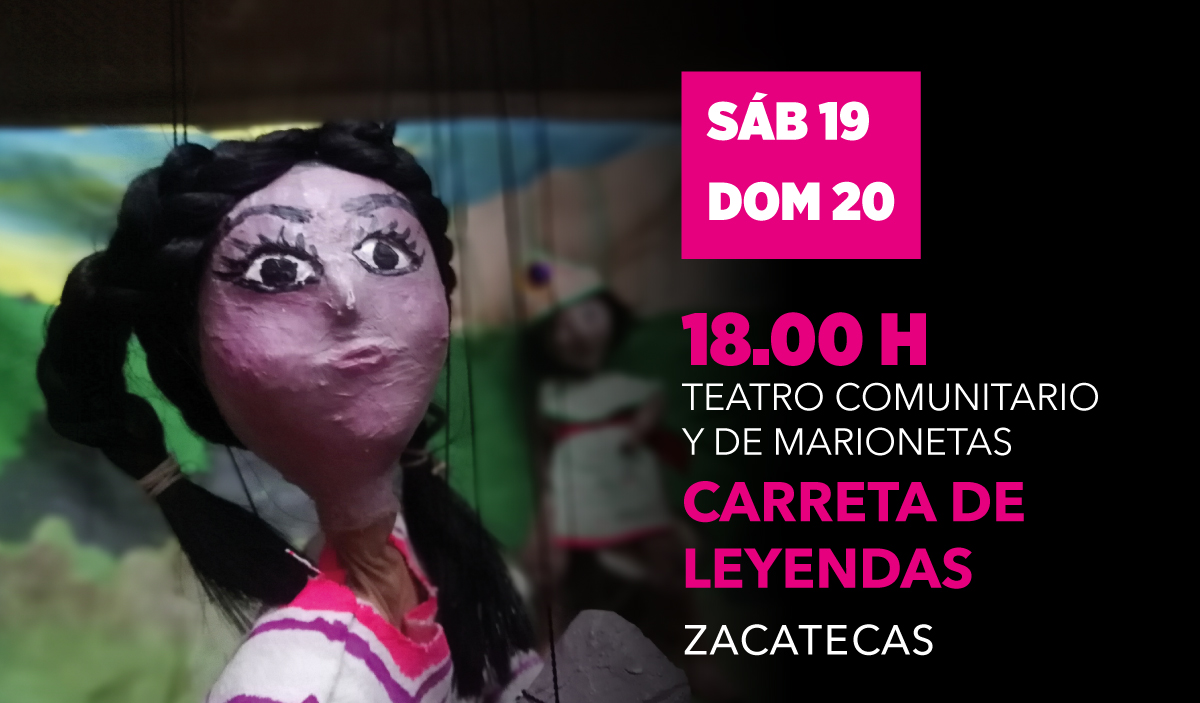 SÁB 19
DOM 20
18.00 H
TEATRO COMUNITARIO
Y DE MARIONETAS
CARRETA DE
LEYENDAS
ZACATECAS